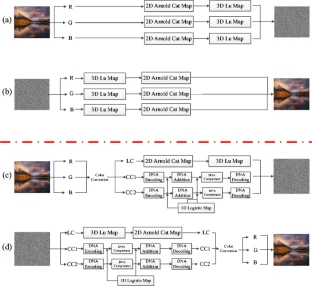 (a)
R
2D Arnold Cat Map
3D Lu Map
G
2D Arnold Cat Map
3D Lu Map
B
2D Arnold Cat Map
3D Lu Map
(b)
R
3D Lu Map
2D Arnold Cat Map
G
3D Lu Map
2D Arnold Cat Map
B
3D Lu Map
2D Arnold Cat Map
(c)
R
G
B
Color
Conversion
LC
2D Arnold Cat Map
3D Lu Map
CC1
DNA
Encoding
DNA
Complement
DNA
Addition
DNA
Decoding
CC2
DNA
Encoding
DNA
Addition
DNA
Complement
DNA
Decoding
1D Logistic Map
(d)
LC
3D Lu Map
2D Arnold Cat Map
LC
CC1
DNA
Encoding
DNA
Complement
DNA
Addition
DNA
Decoding
CC1
CC2
DNA
Encoding
DNA
Complement
DNA
Addition
DNA
Decoding
CC2
1D Logistic Map
Color
Conversion
R
G
B